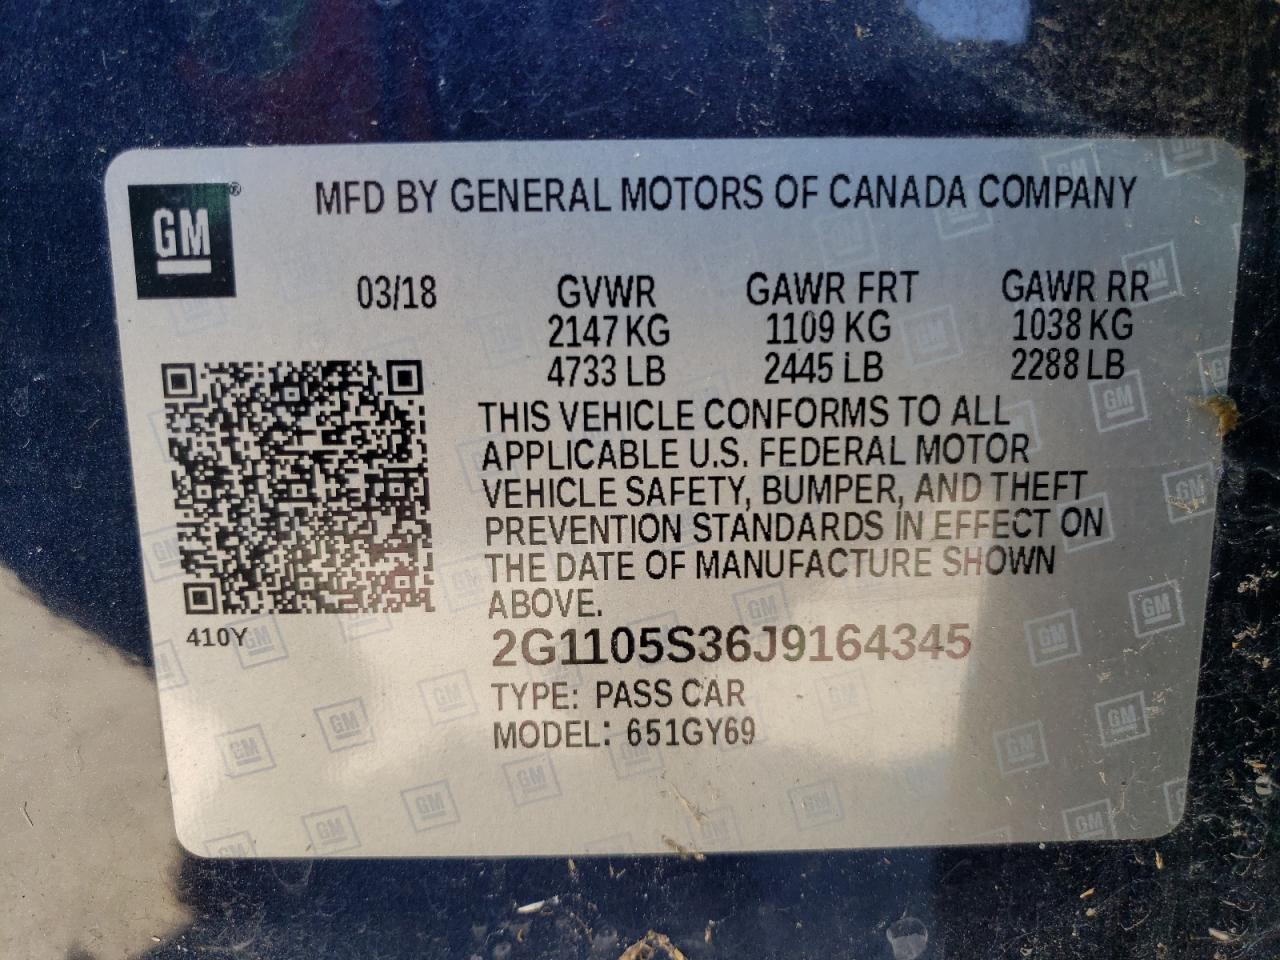 GM®
MFD BY GENERAL MOTORS OF CANADA COMPANY
03/18
GVWR
2147 KG
4733 LB
GAWR FRT
1109 KG
2445 LB
GAWR RR
1038 KG
2288 LB
THIS VEHICLE CONFORMS TO ALL
APPLICABLE U.S. FEDERAL MOTOR
VEHICLE SAFETY, BUMPER, AND THEFT
PREVENTION STANDARDS IN EFFECT ON
THE DATE OF MANUFACTURE SHOWN
ABOVE.
410Y
2G1105S36J9164345
TYPE: PASS CAR
MODEL: 651GY69